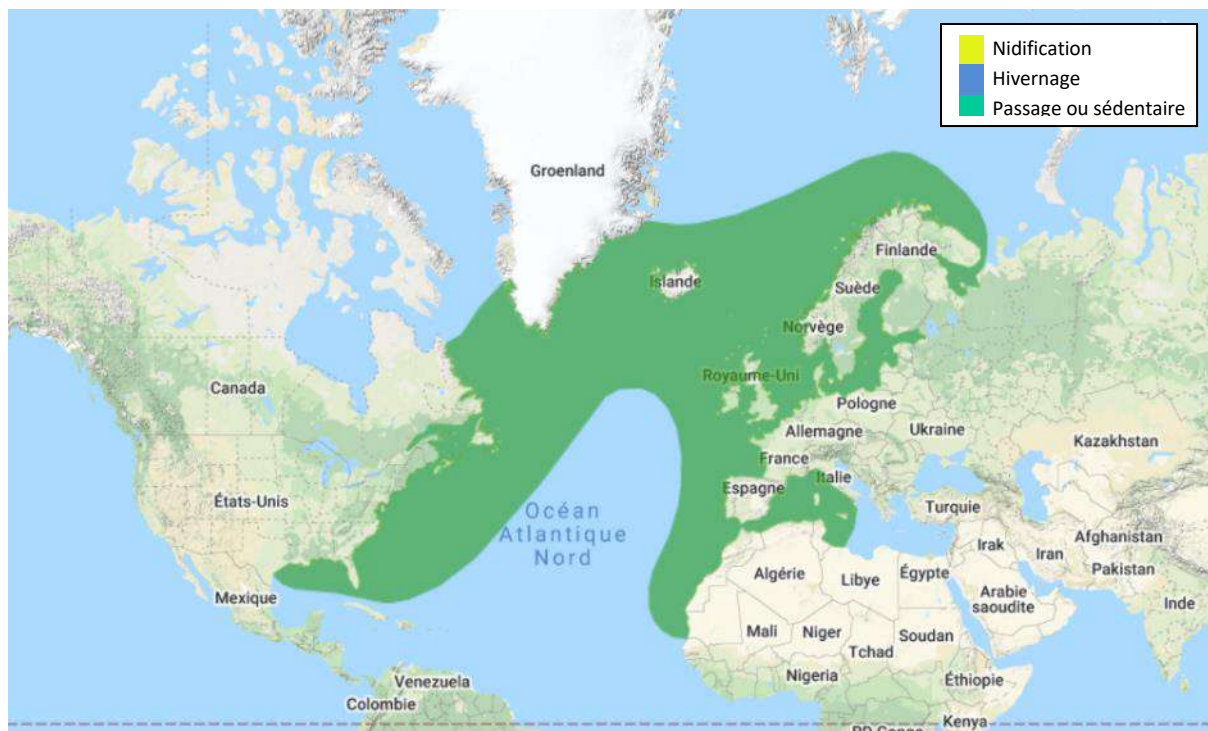 Nidification
Hivernage
Passage ou sédentaire
Groenland
Finlande
Islande
Suède
Norvège
Royaume-Uni
Canada
Pologne
Allemagne
Ukraine
Kazakhstan
France
États-Unis
Espagne
Italie
Océan
Atlantique
Nord
Turquie
Afghanistan
Irak
Iran
Pakistan
Mexique
Algérie
Libye
Égypte
Arabie
saoudite
Inde
Mali
Niger
Soudan
Tchad
Venezuela
Nigeria
Éthiopie
Colombie
Kenya